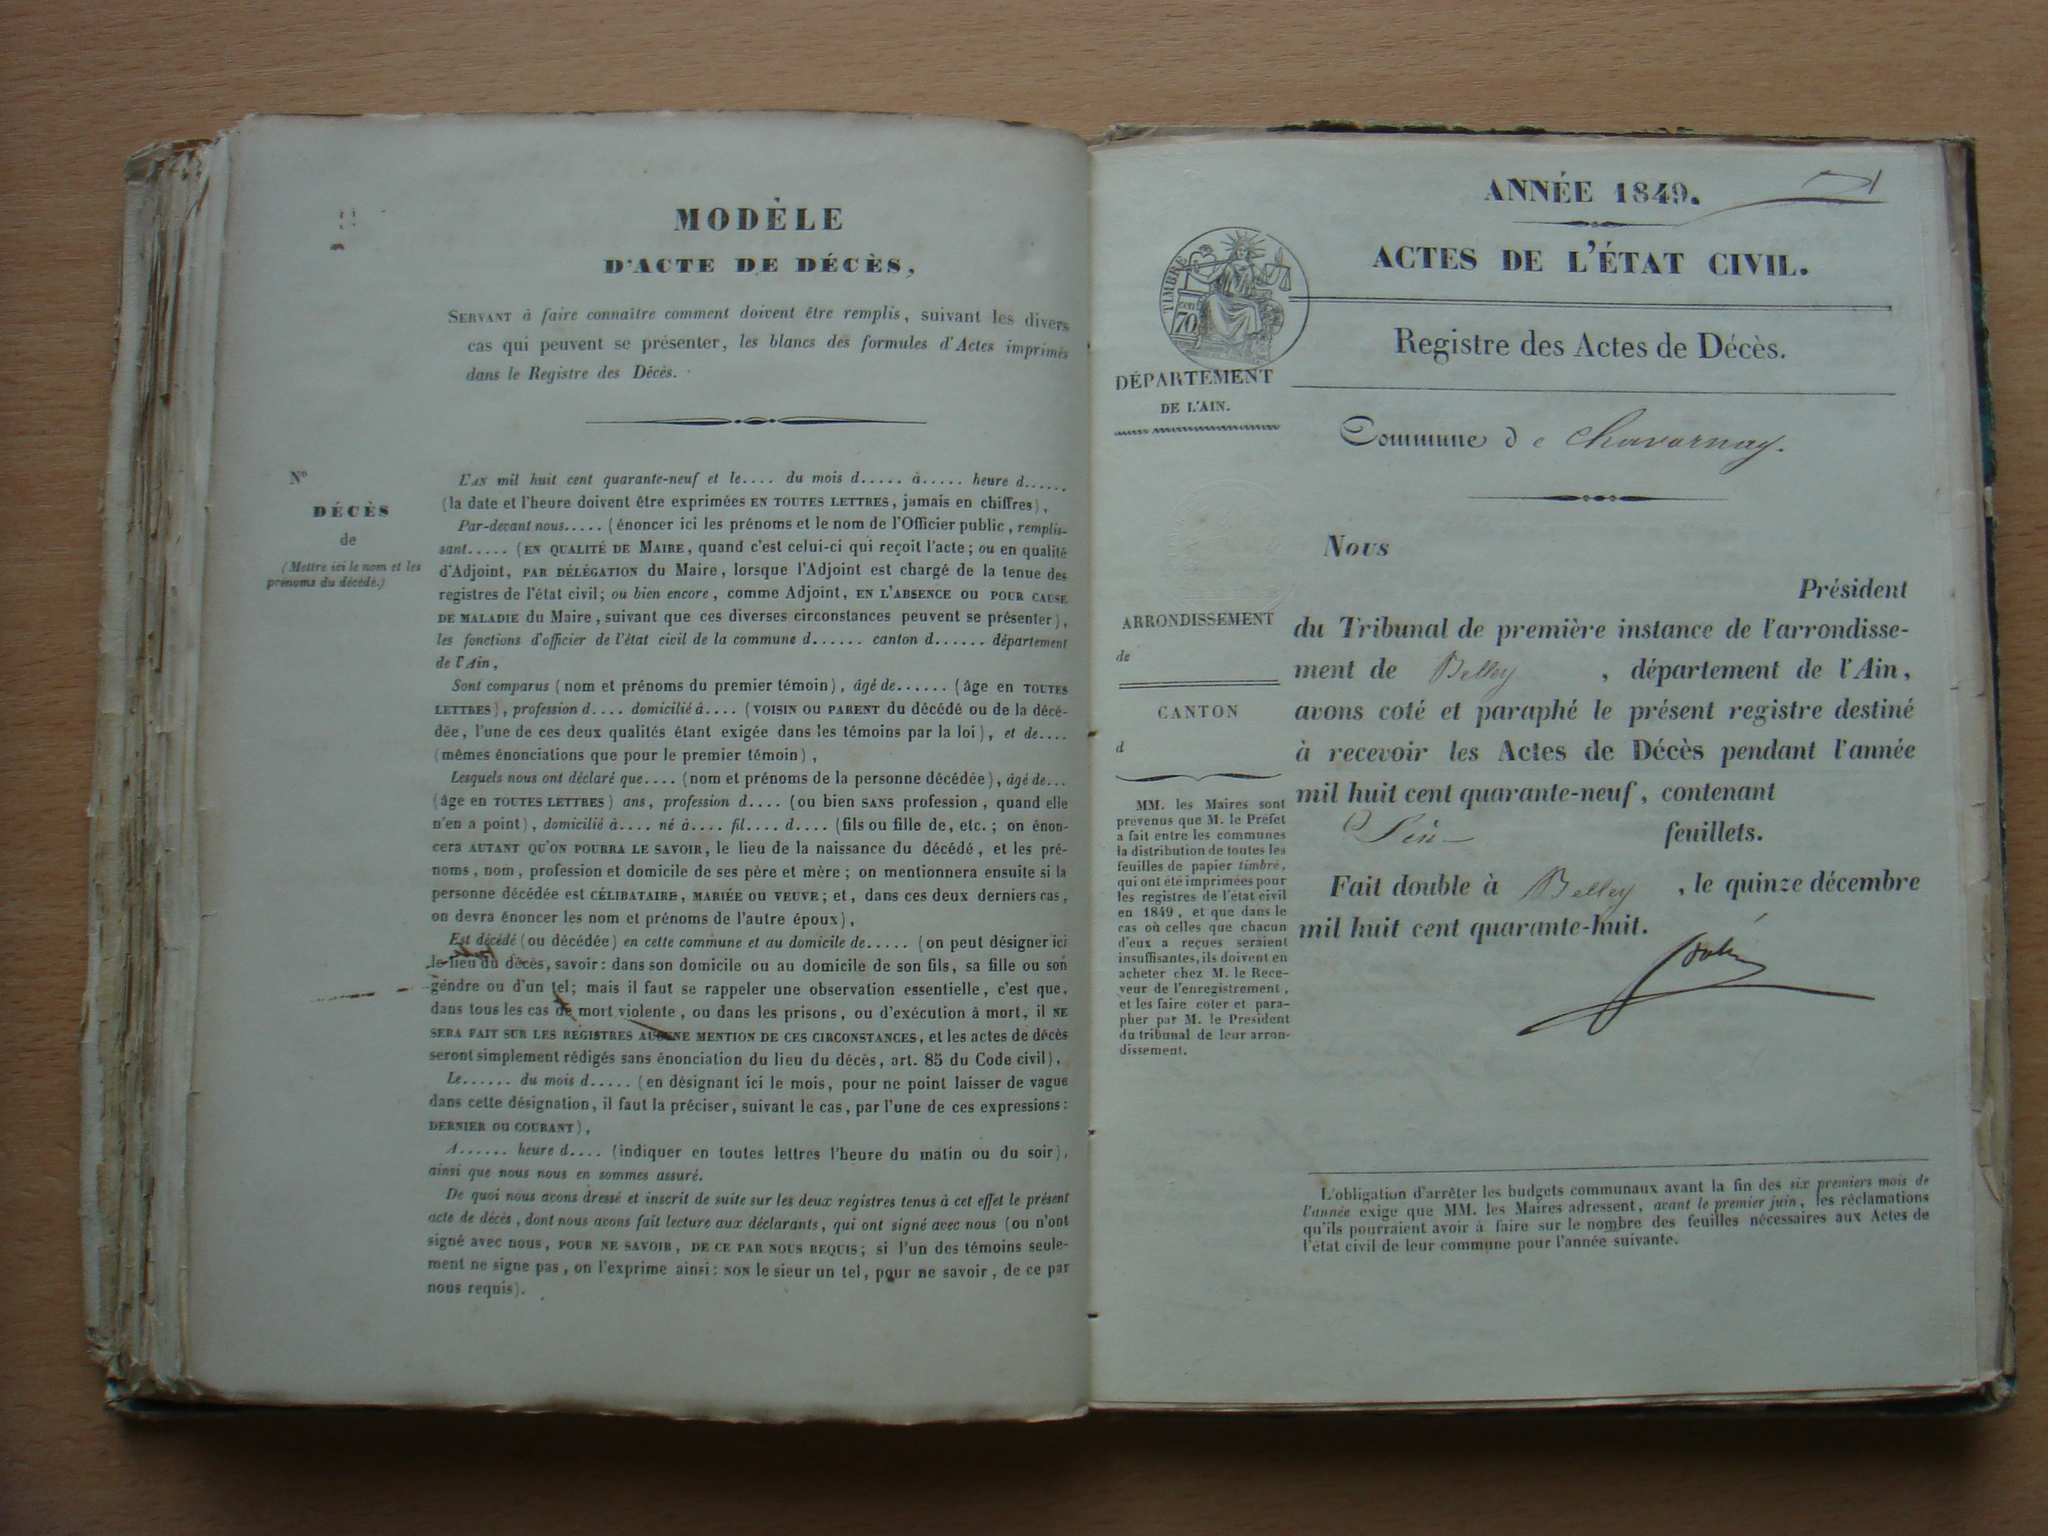 MODÈLE
D'ACTE DE DÉCÈS,
SERVANT à faire connaître comment doivent être remplis, suivant les divers
cas qui peuvent se présenter, les blancs des formules d'Actes imprimés
dans le Registre des Décès.
N°
DÉCÈS
de
(Mettre ici le nom et les
prénoms du décédé.)
L'AN mil huit cent quarante-neuf et le.... du mois d..... à..... heure d......
(la date et l'heure doivent être exprimées EN TOUTES LETTRES, jamais en chiffres),
Par-devant nous..... (énoncer ici les prénoms et le nom de l'Officier public, remplis-
sant..... (EN QUALITÉ DE MAIRE, quand c'est celui-ci qui reçoit l'acte; ou en qualité
d'Adjoint, PAR DÉLÉGATION du Maire, lorsque l'Adjoint est chargé de la tenue des
registres de l'état civil; ou bien encore, comme Adjoint, EN L'ABSENCE OU POUR CAUSE
DE MALADIE du Maire, suivant que ces diverses circonstances peuvent se présenter),
les fonctions d'officier de l'état civil de la commune d...... canton d...... département
de l'Ain,
Sont comparus (nom et prénoms du premier témoin), âgé de...... (âge en TOUTES
LETTRES), profession d.... domicilié à.... (VOISIN OU PARENT du décédé ou de la décé-
dée, l'une de ces deux qualités étant exigée dans les témoins par la loi), et de....
(mêmes énonciations que pour le premier témoin),
Lesquels nous ont déclaré que.... (nom et prénoms de la personne décédée), âgé de...
(âge en TOUTES LETTRES) ans, profession d.... (ou bien SANS profession, quand elle
n'en a point), domicilié à.... né à.... fil.... d.... (fils ou fille de, etc.; on énon-
cera AUTANT QU'ON POURRA LE SAVOIR, le lieu de la naissance du décédé, et les pré-
noms, nom, profession et domicile de ses père et mère; on mentionnera ensuite si la
personne décédée est CÉLIBATAIRE, MARIÉE OU VEUVE; et, dans ces deux derniers cas,
on devra énoncer les nom et prénoms de l'autre époux),
Est décédé (ou décédée) en cette commune et au domicile de..... (on peut désigner ici
le lieu du décès, savoir: dans son domicile ou au domicile de son fils, sa fille ou son
gendre ou d'un tel; mais il faut se rappeler une observation essentielle, c'est que,
dans tous les cas de mort violente, ou dans les prisons, ou d'exécution à mort, il NE
SERA FAIT SUR LES REGISTRES AUCUNE MENTION DE CES CIRCONSTANCES, et les actes de décès
seront simplement rédigés sans énonciation du lieu du décès, art. 85 du Code civil),
Le...... du mois d..... (en désignant ici le mois, pour ne point laisser de vague
dans cette désignation, il faut la préciser, suivant le cas, par l'une de ces expressions:
DERNIER OU COURANT),
A...... heure d.... (indiquer en toutes lettres l'heure du matin ou du soir),
ainsi que nous nous en sommes assuré.
De quoi nous avons dressé et inscrit de suite sur les deux registres tenus à cet effet le présent
acte de décès, dont nous avons fait lecture aux déclarants, qui ont signé avec nous (ou n'ont
signé avec nous, POUR NE SAVOIR, DE CE PAR NOUS REQUIS; si l'un des témoins seule-
ment ne signe pas, on l'exprime ainsi: NON le sieur un tel, pour ne savoir, de ce par
nous requis).
ANNÉE 1849.
ACTES DE L'ÉTAT CIVIL.
TIMBRE
cen
70
Registre des Actes de Décès.
DÉPARTEMENT
DE L'AIN.
Commune de Chavornay.
Nous
Président
ARRONDISSEMENT
de
CANTON
d
du Tribunal de première instance de l'arrondisse-
ment de Belley, département de l'Ain,
avons coté et paraphé le présent registre destiné
à recevoir les Actes de Décès pendant l'année
mil huit cent quarante-neuf, contenant
feuillets.
Fait double à Belley, le quinze décembre
mil huit cent quarante-huit.
MM. les Maires sont
prévenus que M. le Préfet
a fait entre les communes
la distribution de toutes les
feuilles de papier timbré,
qui ont été imprimées pour
les registres de l'état civil
en 1849, et que dans le
cas où celles que chacun
d'eux a reçues seraient
insuffisantes, ils doivent en
acheter chez M. le Rece-
veur de l'enregistrement,
et les faire coter et para-
pher par M. le Président
du tribunal de leur arron-
dissement.
L'obligation d'arrêter les budgets communaux avant la fin des six premiers mois de
l'année exige que MM. les Maires adressent, avant le premier juin, les réclamations
qu'ils pourraient avoir à faire sur le nombre des feuilles nécessaires aux Actes de
l'état civil de leur commune pour l'année suivante.